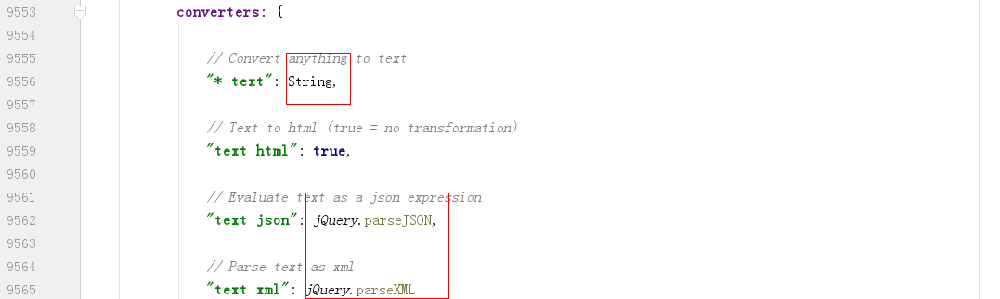 9553 converters: {
9554
9555 // Convert anything to text
9556 "* text": String,
9557
9558 // Text to html (true = no transformation)
9559 "text html": true,
9560
9561 // Evaluate text as a json expression
9562 "text json": jQuery.parseJSON,
9563
9564 // Parse text as xml
9565 "text xml": jQuery.parseXML